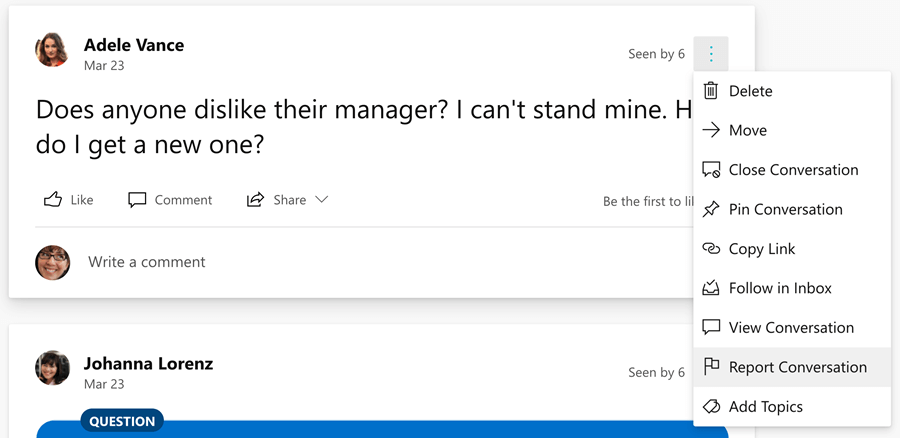 Adele Vance
Mar 23
Seen by 6
Does anyone dislike their manager? I can't stand mine.
do I get a new one?
Like
Comment
Share
Be the first to
Write a comment
Delete
Move
Close Conversation
Pin Conversation
Copy Link
Follow in Inbox
View Conversation
Report Conversation
Add Topics
Johanna Lorenz
Mar 23
Seen by 6
QUESTION